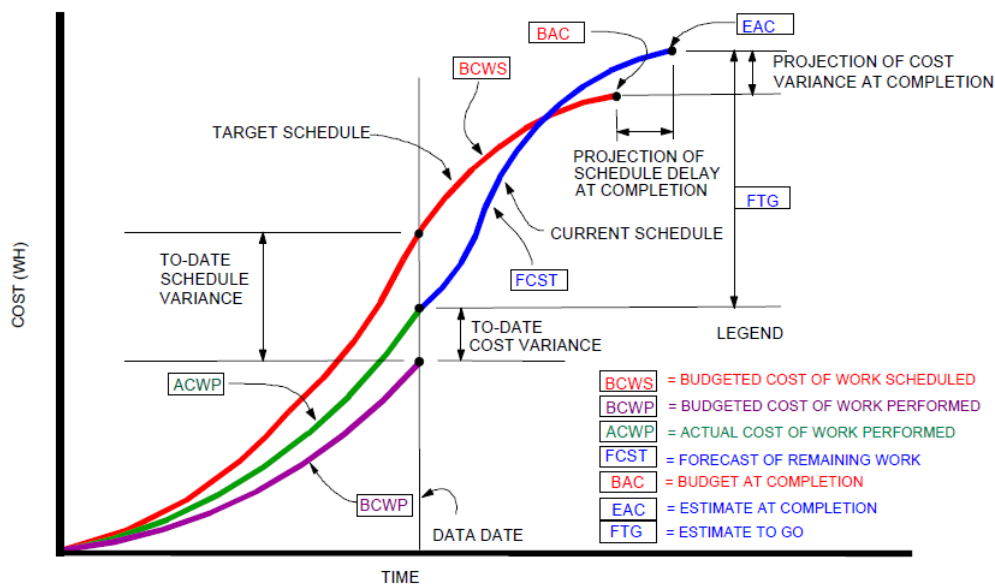 EAC
BAC
PROJECTION OF COST
VARIANCE AT COMPLETION
BCWS
TARGET SCHEDULE
PROJECTION OF
SCHEDULE DELAY
AT COMPLETION
FTG
CURRENT SCHEDULE
TO-DATE
SCHEDULE
VARIANCE
FCST
COST (WH)
TO-DATE
COST VARIANCE
LEGEND
ACWP
BCWP
DATA DATE
BCWS = BUDGETED COST OF WORK SCHEDULED
BCWP = BUDGETED COST OF WORK PERFORMED
ACWP = ACTUAL COST OF WORK PERFORMED
FCST = FORECAST OF REMAINING WORK
BAC = BUDGET AT COMPLETION
EAC = ESTIMATE AT COMPLETION
FTG = ESTIMATE TO GO
TIME